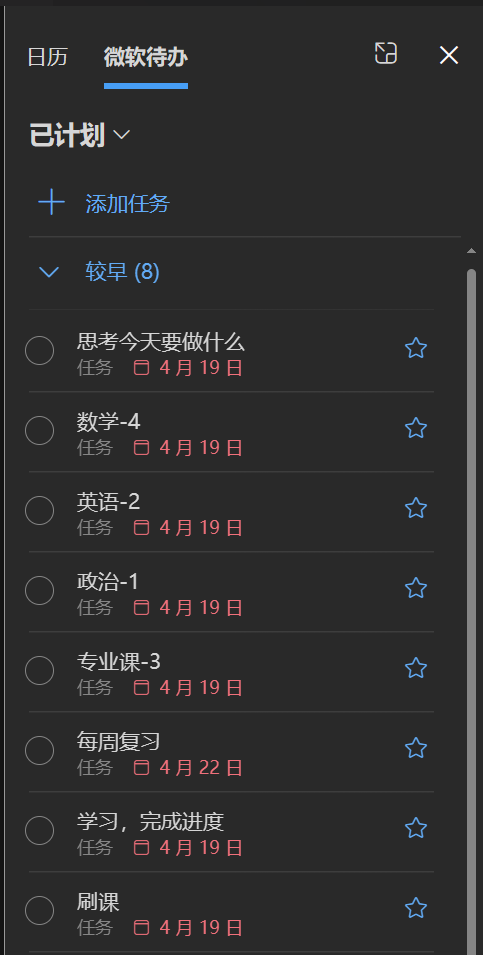 日历 微软待办
已计划
添加任务
较早 (8)
思考今天要做什么
任务 4 月 19 日
数学-4
任务 4 月 19 日
英语-2
任务 4 月 19 日
政治-1
任务 4 月 19 日
专业课-3
任务 4 月 19 日
每周复习
任务 4 月 22 日
学习，完成进度
任务 4 月 19 日
刷课
任务 4 月 19 日